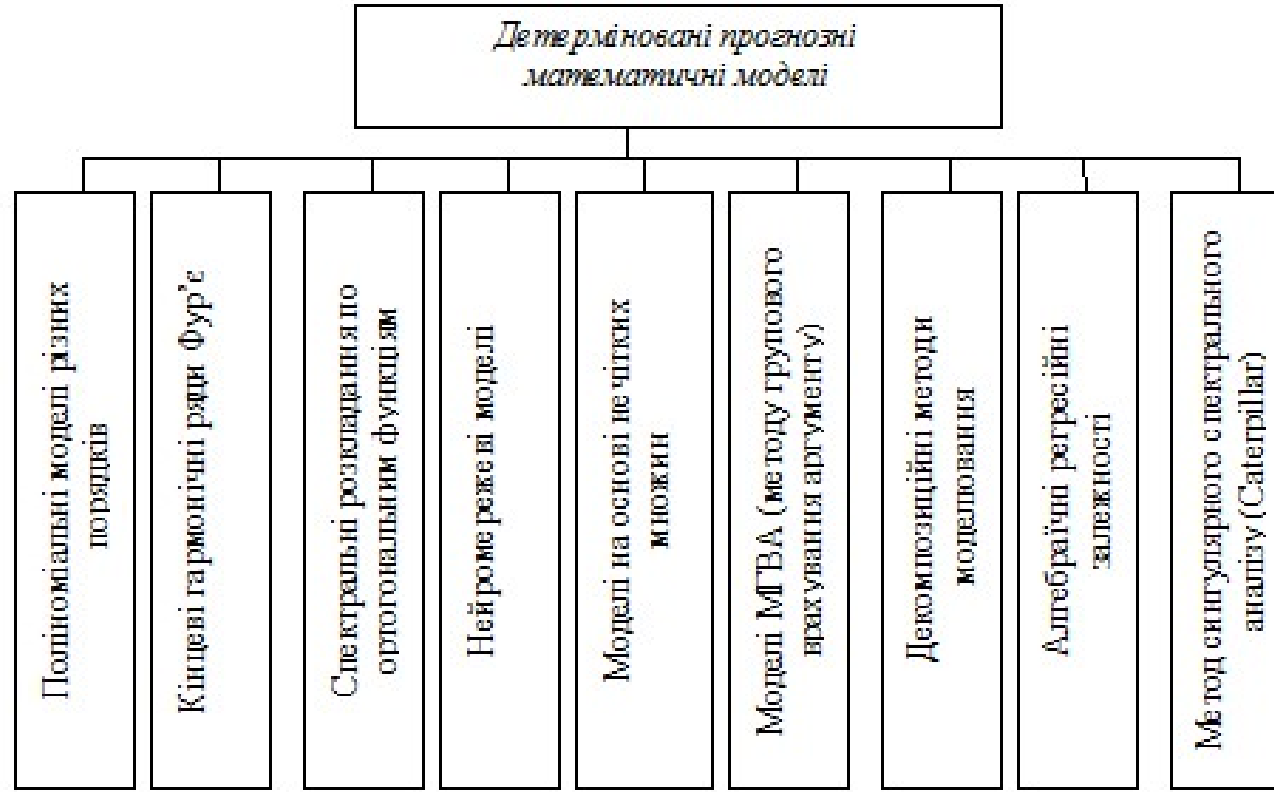 Детерміновані прогнозні
математичні моделі
Поліноміальні моделі різних
порядків
Кінцеві гармонічні ряди Фур’є
Спектральні розкладання по
ортогональним функціям
Нейромережеві моделі
Моделі на основі нечітких
множин
Моделі МГВА (методу групового
врахування аргументу)
Декомпозиційні методи
моделювання
Алгебраїчні регресійні
залежності
Метод сингулярного спектрального
аналізу (Caterpillar)